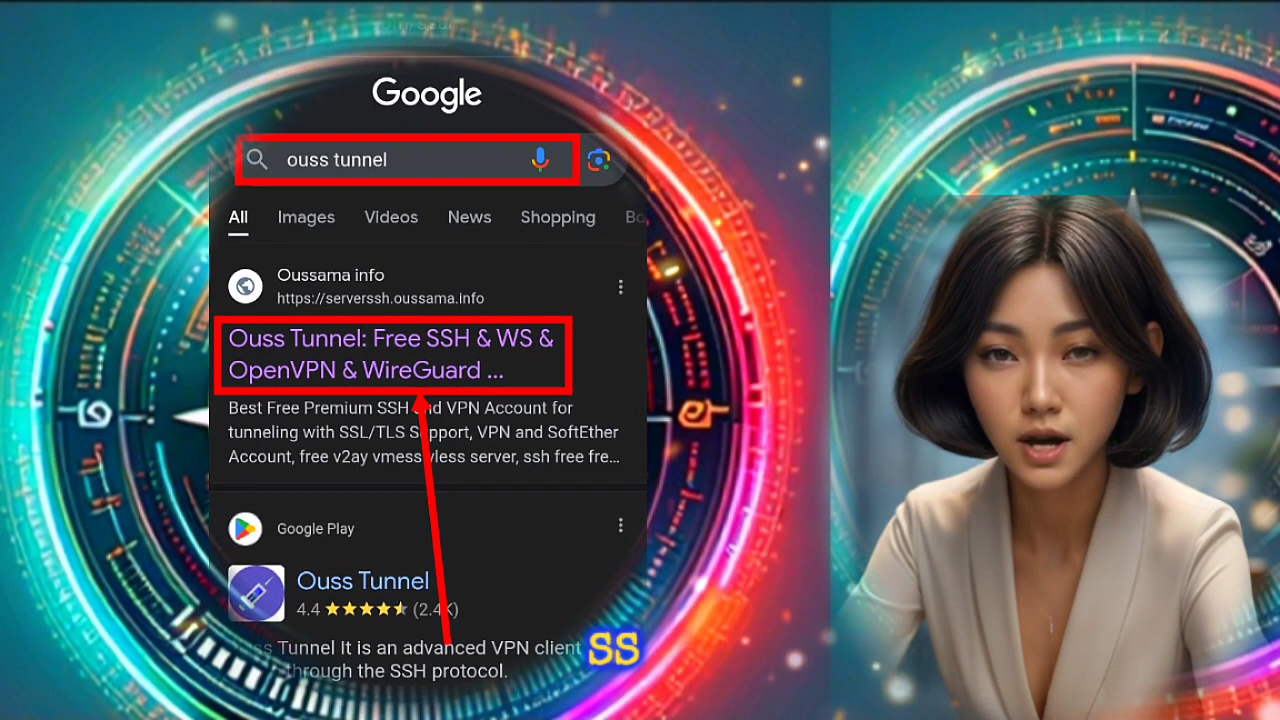 Google
ouss tunnel
All Images Videos News Shopping Bo
Oussama info
https://serverssh.oussama.info
Ouss Tunnel: Free SSH & WS &
OpenVPN & WireGuard ...
Best Free Premium SSH and VPN Account for
tunneling with SSL/TLS Support, VPN and SoftEther
Account, free v2ay vmess vless server, ssh free fre...
Google Play
Ouss Tunnel
4.4 (2.4K)
Ouss Tunnel It is an advanced VPN client
through the SSH protocol.
SS